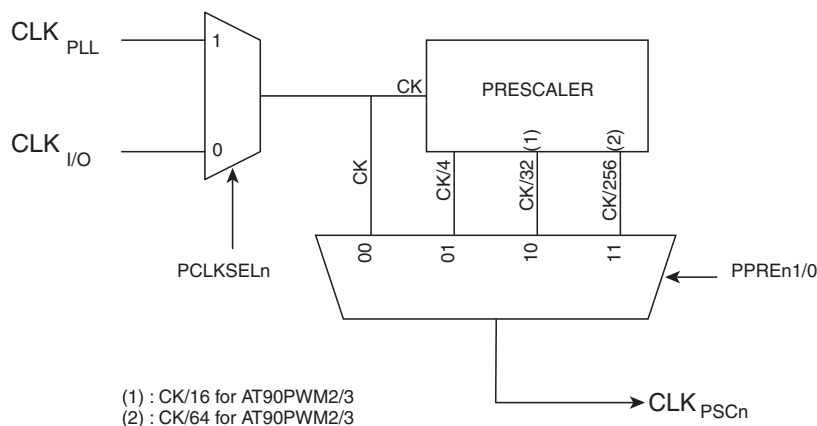 CLK PLL
1
CK
PRESCALER
(1)
(2)
CLK I/O
0
CK
CK/4
CK/32
CK/256
00
01
10
11
PCLKSELn
PPREn1/0
(1) : CK/16 for AT90PWM2/3
(2) : CK/64 for AT90PWM2/3
CLK PSCn